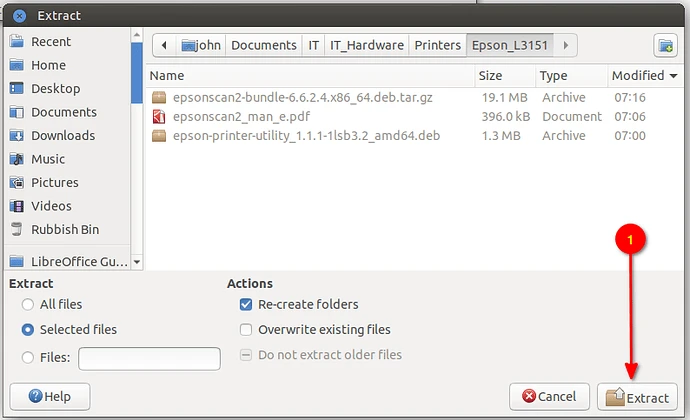 Extract
Recent
Home
Desktop
Documents
Downloads
Music
Pictures
Videos
Rubbish Bin
LibreOffice Gu...
john Documents IT IT_Hardware Printers Epson_L3151
Name Size Type Modified
epsonscan2-bundle-6.6.2.4.x86_64.deb.tar.gz 19.1 MB Archive 07:16
epsonscan2_man_e.pdf 396.0 kB Document 07:06
epson-printer-utility_1.1.1-1lsb3.2_amd64.deb 1.3 MB Archive 07:00
1
Extract
All files
Selected files
Files:
Actions
Re-create folders
Overwrite existing files
Do not extract older files
Help
Cancel
Extract